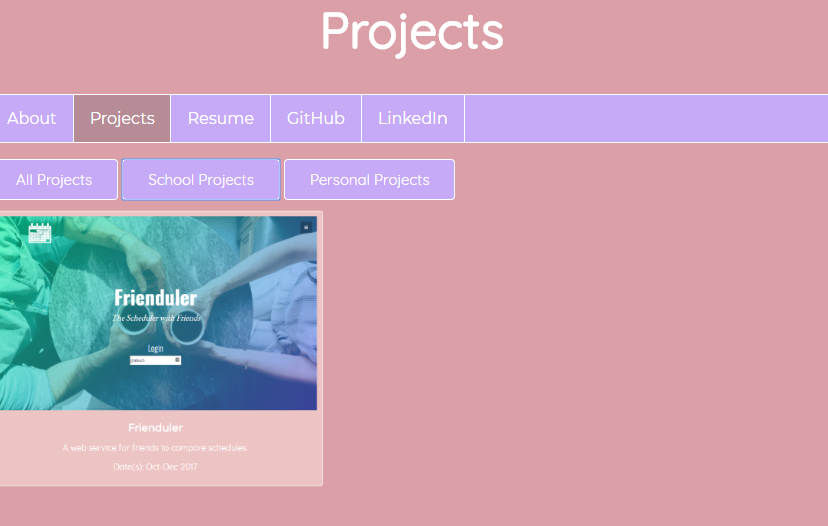 Projects
About Projects Resume GitHub LinkedIn
All Projects School Projects Personal Projects
Frienduler
The Scheduler with Friends
Login
Frienduler
A web service for friends to compare schedules.
Date(s): Oct-Dec 2017